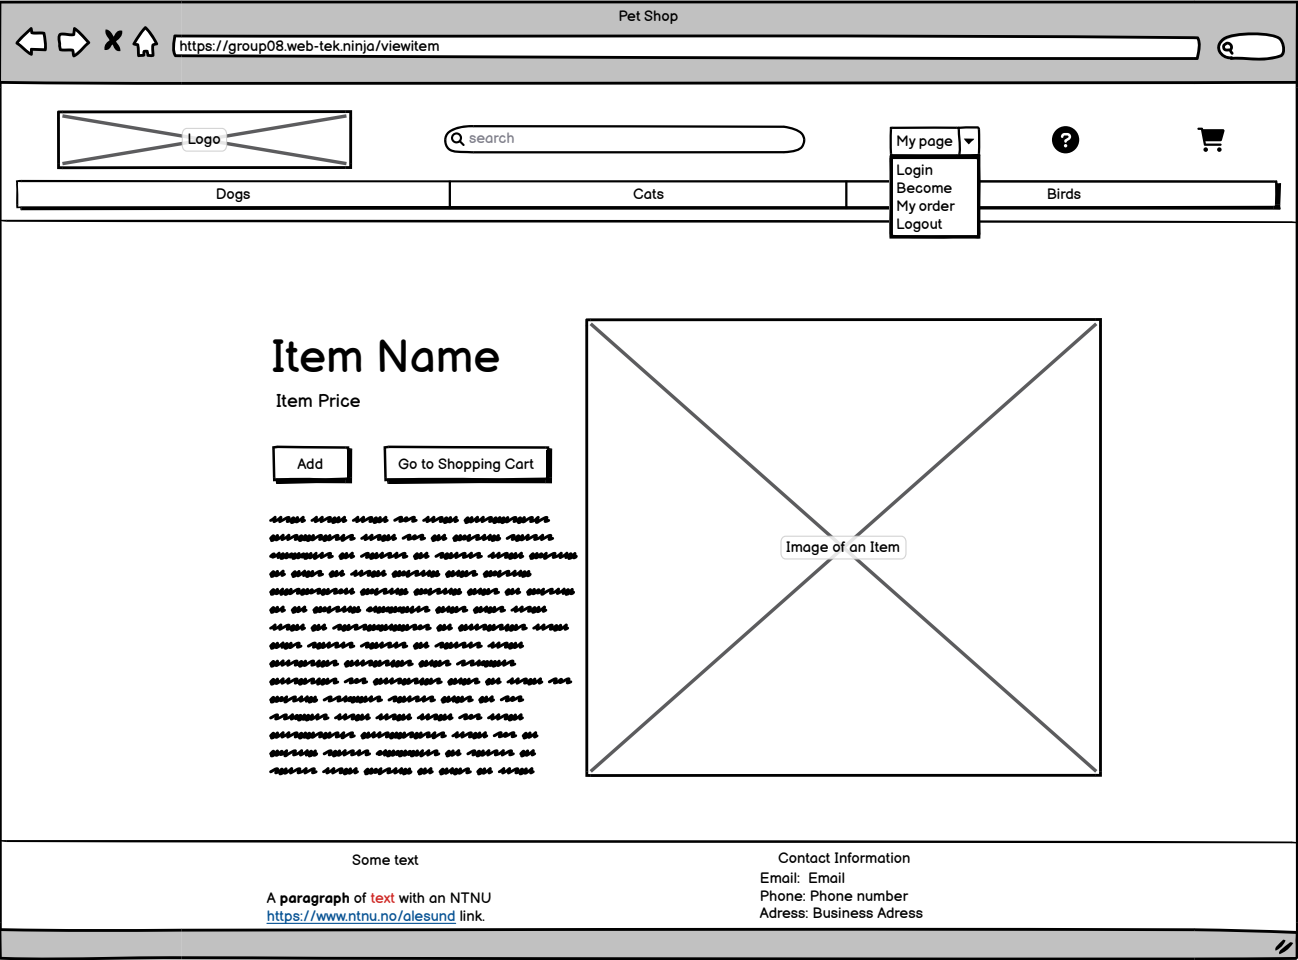 Pet Shop
https://group08.web-tek.ninja/viewitem
Logo
search
My page
Login
Become
My order
Logout
Dogs
Cats
Birds
Item Name
Item Price
Add
Go to Shopping Cart
Image of an Item
Some text
A paragraph of text with an NTNU
https://www.ntnu.no/alesund link.
Contact Information
Email: Email
Phone: Phone number
Adress: Business Adress